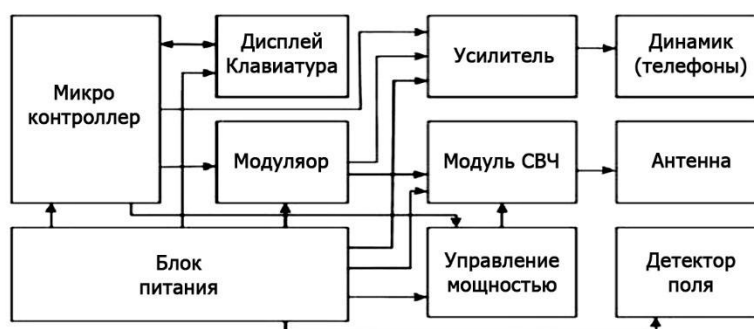 Микро
контроллер
Дисплей
Клавиатура
Усилитель
Динамик
(телефоны)
Модуляор
Модуль СВЧ
Антенна
Блок
питания
Управление
мощностью
Детектор
поля